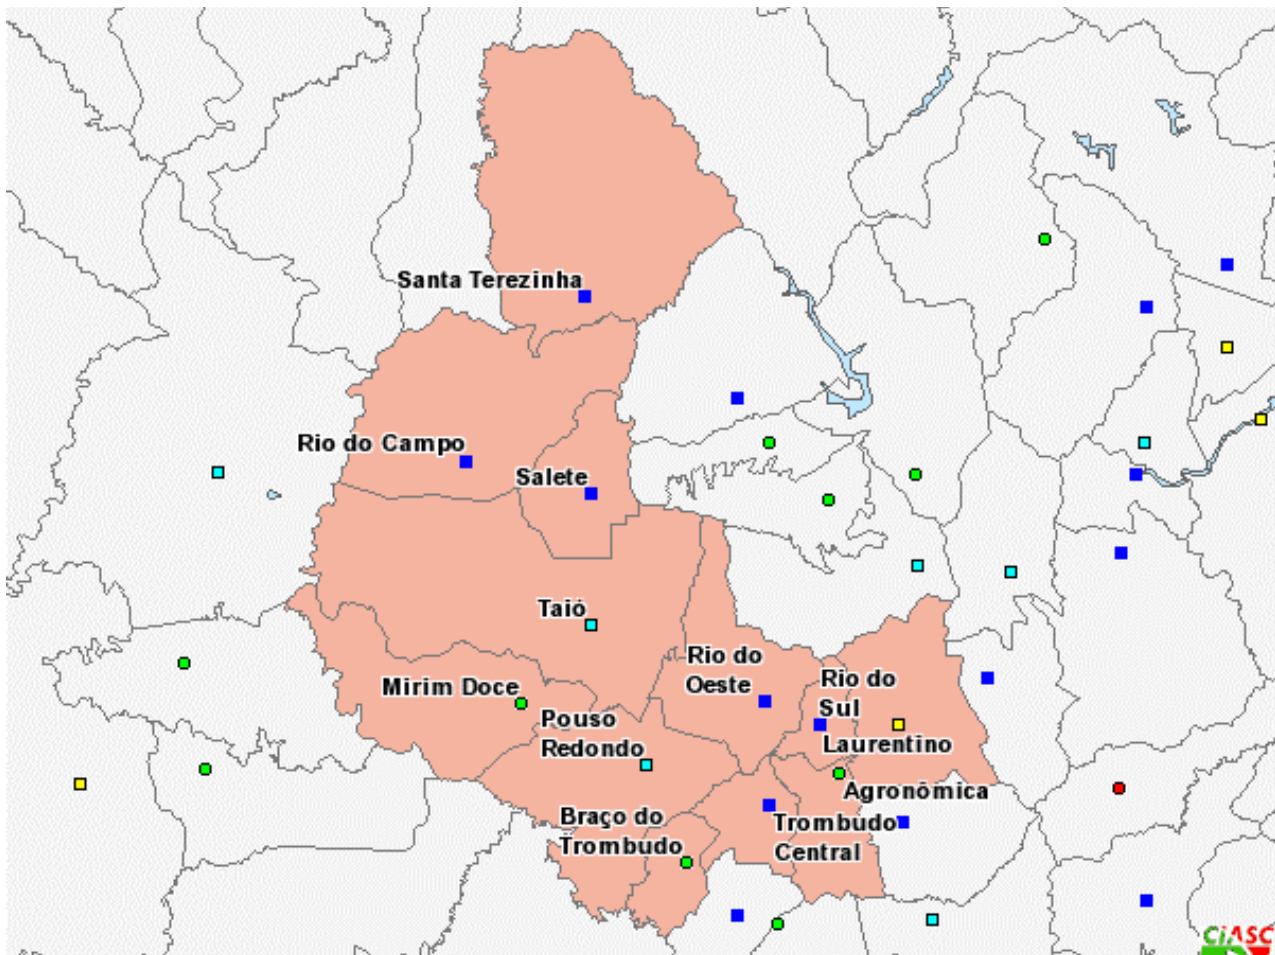 Santa Terezinha
Rio do Campo
Salete
Taió
Rio do
Oeste
Rio do
Sul
Mirim Doce
Pouso
Redondo
Laurentino
Agronômica
Braço do
Trombudo
Trombudo
Central
CiASC